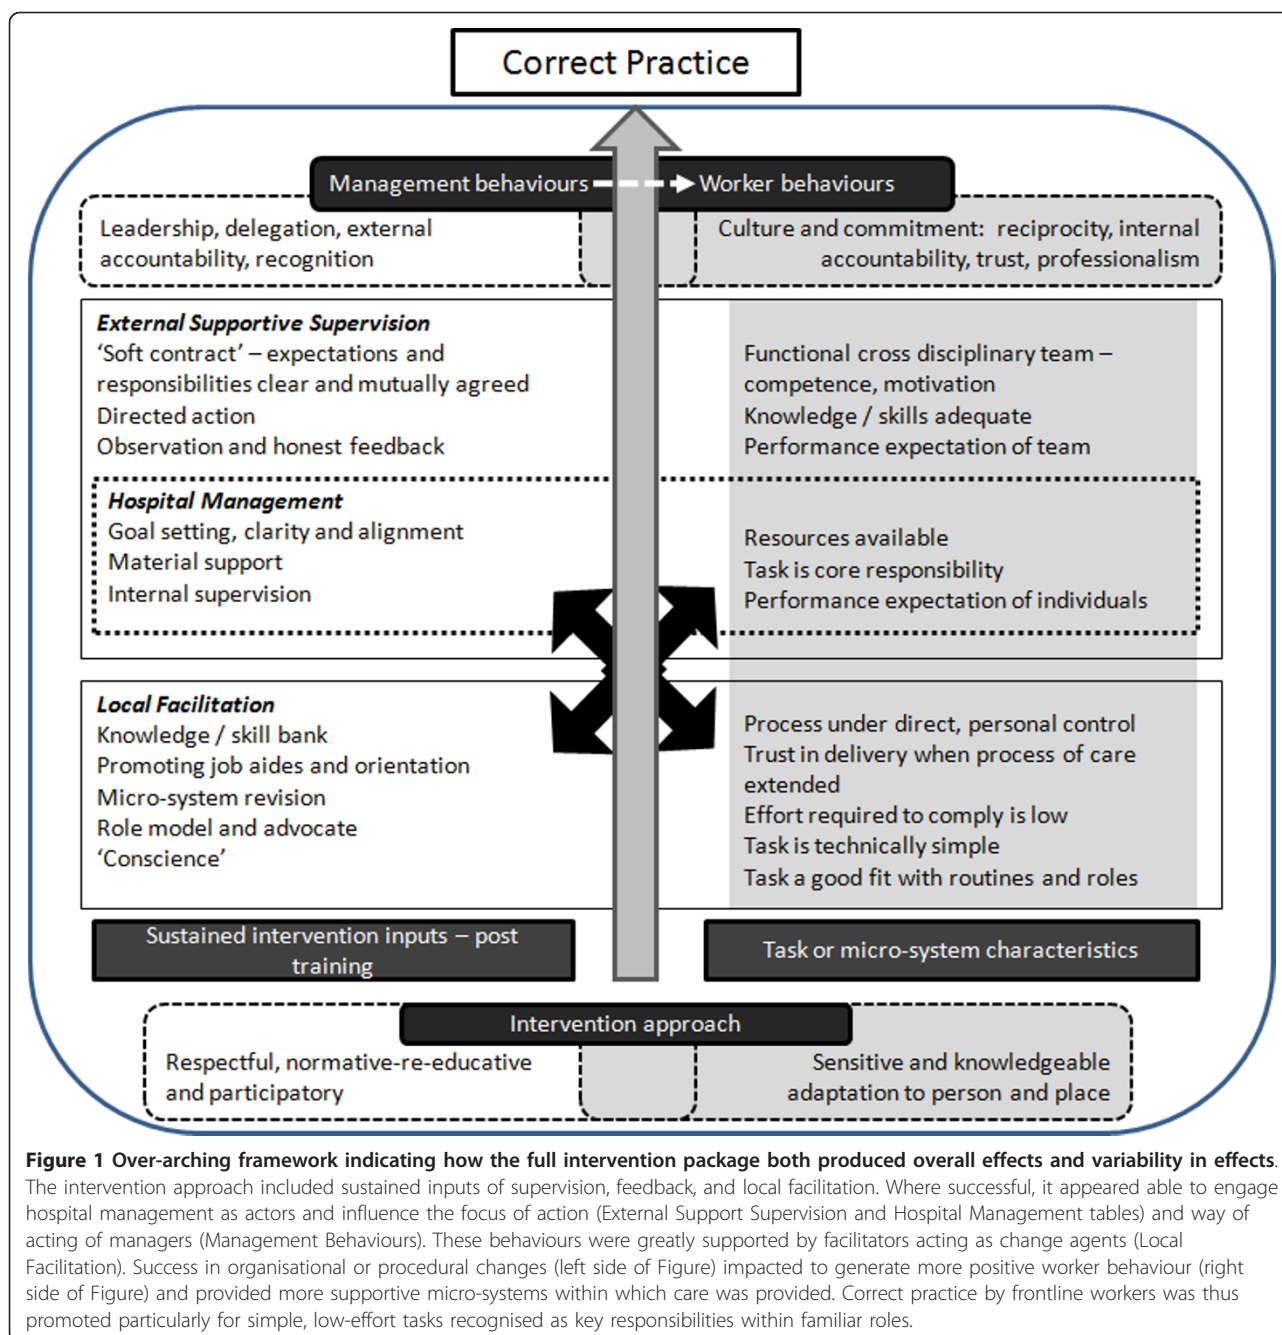 Correct Practice
Management behaviours
Worker behaviours
Leadership, delegation, external
accountability, recognition
Culture and commitment: reciprocity, internal
accountability, trust, professionalism
External Supportive Supervision
‘Soft contract’ – expectations and
responsibilities clear and mutually agreed
Directed action
Observation and honest feedback
Functional cross disciplinary team –
competence, motivation
Knowledge / skills adequate
Performance expectation of team
Hospital Management
Goal setting, clarity and alignment
Material support
Internal supervision
Resources available
Task is core responsibility
Performance expectation of individuals
Local Facilitation
Knowledge / skill bank
Promoting job aides and orientation
Micro-system revision
Role model and advocate
‘Conscience’
Process under direct, personal control
Trust in delivery when process of care
extended
Effort required to comply is low
Task is technically simple
Task a good fit with routines and roles
Sustained intervention inputs – post
training
Task or micro-system characteristics
Intervention approach
Respectful, normative-re-educative
and participatory
Sensitive and knowledgeable
adaptation to person and place
Figure 1 Over-arching framework indicating how the full intervention package both produced overall effects and variability in effects.
The intervention approach included sustained inputs of supervision, feedback, and local facilitation. Where successful, it appeared able to engage
hospital management as actors and influence the focus of action (External Support Supervision and Hospital Management tables) and way of
acting of managers (Management Behaviours). These behaviours were greatly supported by facilitators acting as change agents (Local
Facilitation). Success in organisational or procedural changes (left side of Figure) impacted to generate more positive worker behaviour (right
side of Figure) and provided more supportive micro-systems within which care was provided. Correct practice by frontline workers was thus
promoted particularly for simple, low-effort tasks recognised as key responsibilities within familiar roles.